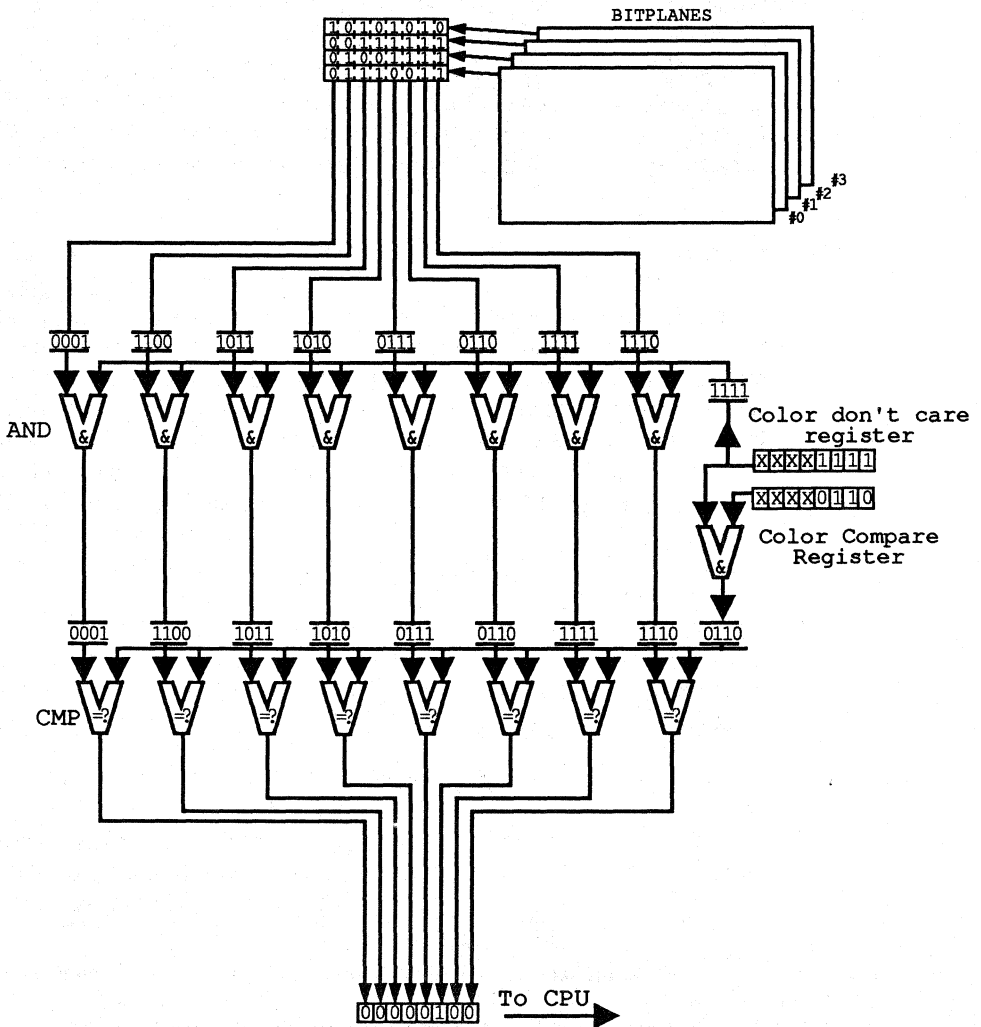 BITPLANES
10101010
00111111
01001111
01110011
#3
#2
#1
#0
0001 1100 1011 1010 0111 0110 1111 1110
1111
AND & & & & & & & &
Color don't care
register
XXXX1111
XXXX0110
Color Compare
Register
&
0001 1100 1011 1010 0111 0110 1111 1110 0110
CMP =? =? =? =? =? =? =? =?
00000100
To CPU